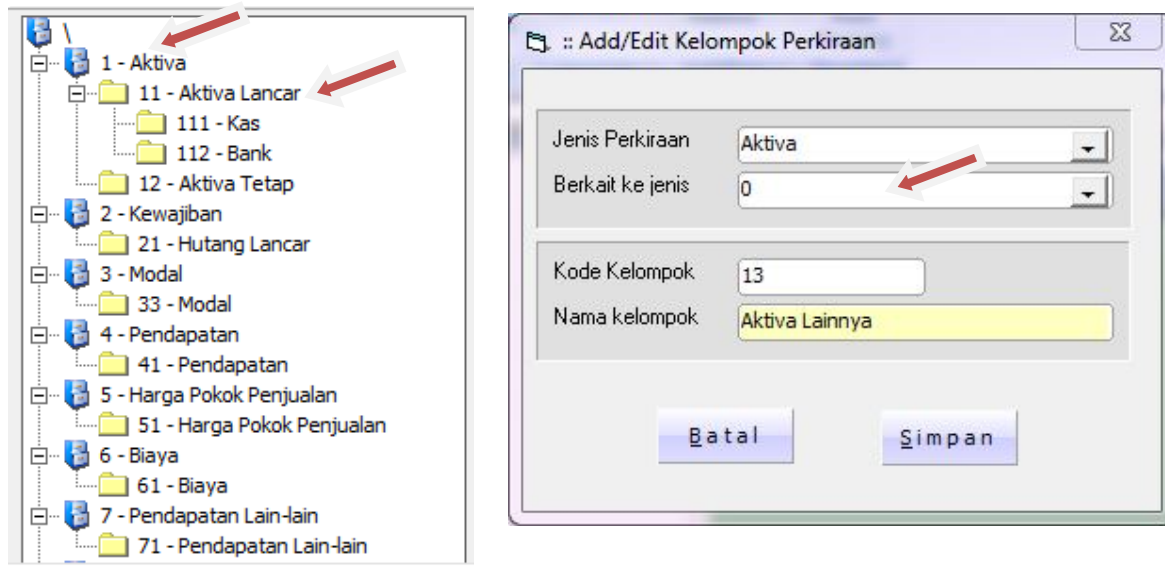 \
1 - Aktiva
11 - Aktiva Lancar
111 - Kas
112 - Bank
12 - Aktiva Tetap
2 - Kewajiban
21 - Hutang Lancar
3 - Modal
33 - Modal
4 - Pendapatan
41 - Pendapatan
5 - Harga Pokok Penjualan
51 - Harga Pokok Penjualan
6 - Biaya
61 - Biaya
7 - Pendapatan Lain-lain
71 - Pendapatan Lain-lain
:: Add/Edit Kelompok Perkiraan
Jenis Perkiraan Aktiva
Berkait ke jenis 0
Kode Kelompok 13
Nama kelompok Aktiva Lainnya
Batal Simpan